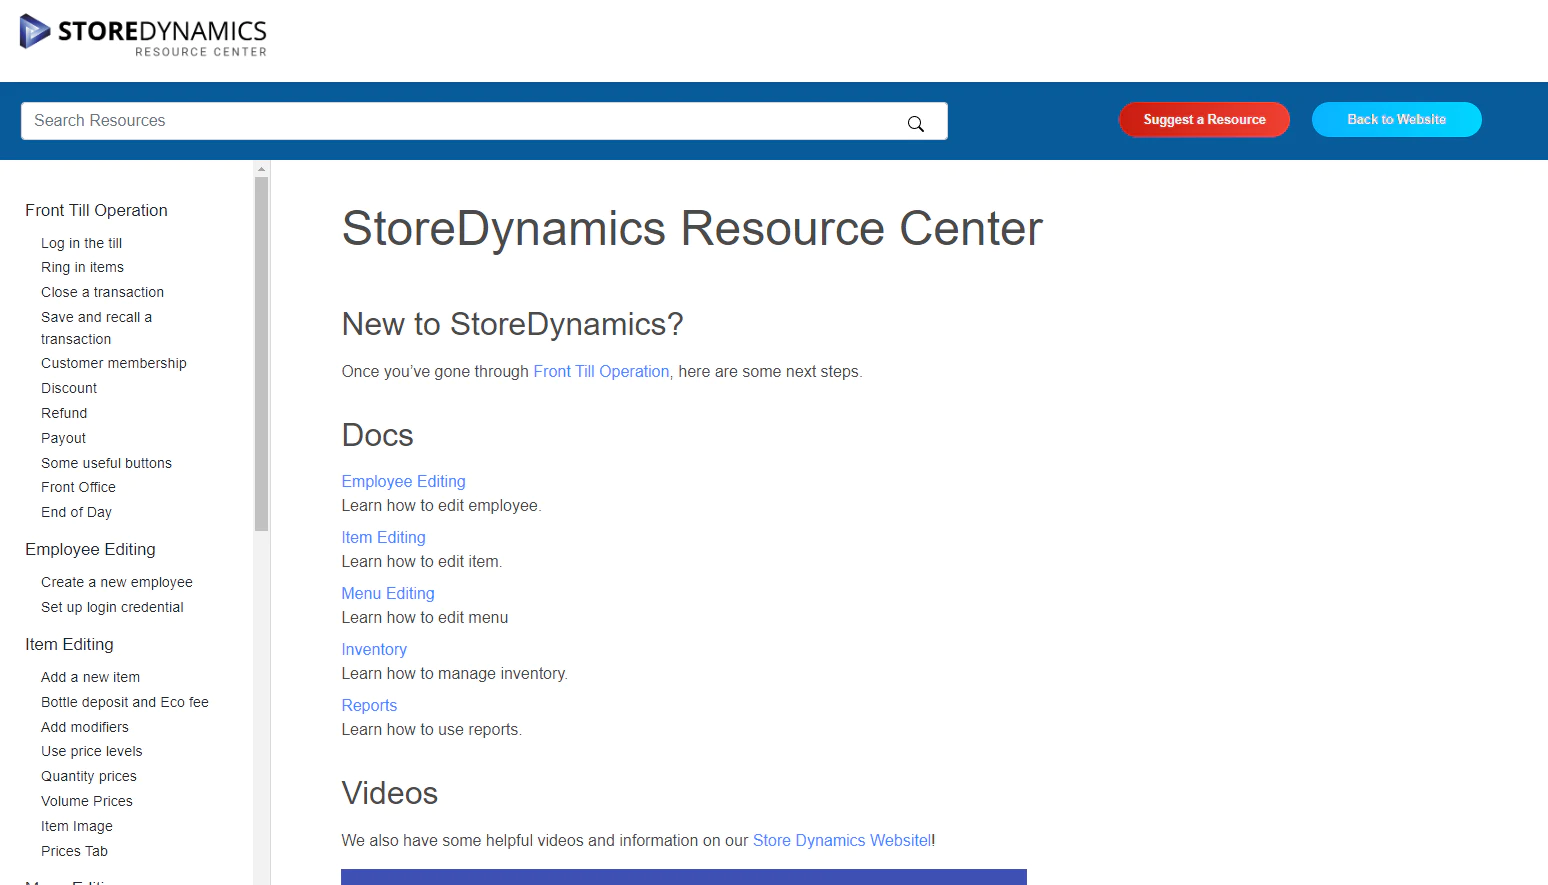 STOREDYNAMICS
RESOURCE CENTER
Search Resources
Suggest a Resource
Back to Website
Front Till Operation
Log in the till
Ring in items
Close a transaction
Save and recall a
transaction
Customer membership
Discount
Refund
Payout
Some useful buttons
Front Office
End of Day
Employee Editing
Create a new employee
Set up login credential
Item Editing
Add a new item
Bottle deposit and Eco fee
Add modifiers
Use price levels
Quantity prices
Volume Prices
Item Image
Prices Tab
StoreDynamics Resource Center
New to StoreDynamics?
Once you’ve gone through Front Till Operation, here are some next steps.
Docs
Employee Editing
Learn how to edit employee.
Item Editing
Learn how to edit item.
Menu Editing
Learn how to edit menu
Inventory
Learn how to manage inventory.
Reports
Learn how to use reports.
Videos
We also have some helpful videos and information on our Store Dynamics Website!!